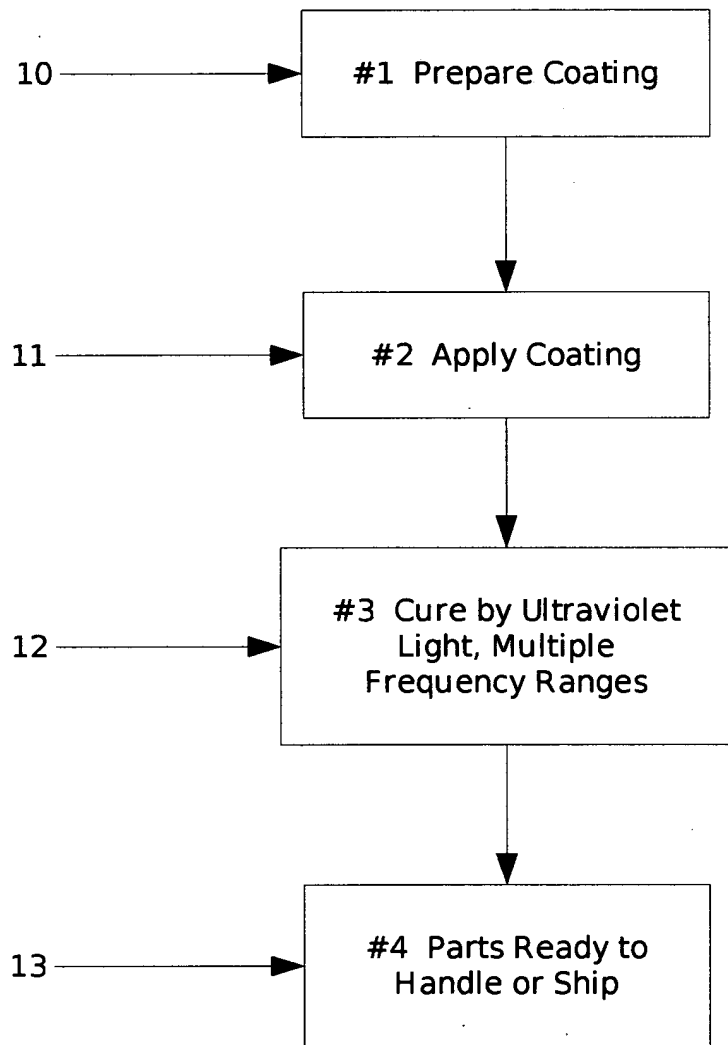 10
#1 Prepare Coating
11
#2 Apply Coating
12
#3 Cure by Ultraviolet
Light, Multiple
Frequency Ranges
13
#4 Parts Ready to
Handle or Ship